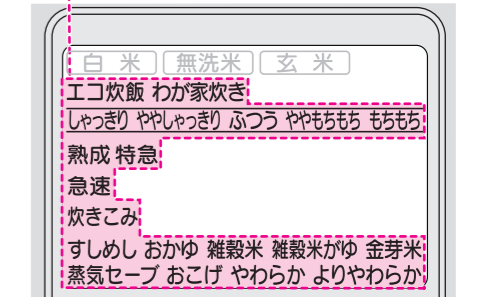 白米 無洗米 玄米
エコ炊飯 わが家炊き
しゃっきり ややしゃっきり ふつう ややもちもち もちもち
熟成 特急
急速
炊きこみ
すしめし おかゆ 雑穀米 雑穀米がゆ 金芽米
蒸気セーブ おこげ やわらか よりやわらか